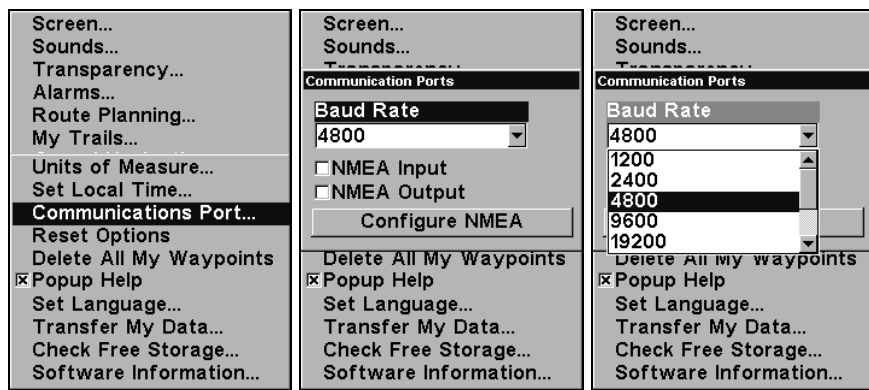 Screen...
Sounds...
Transparency...
Alarms...
Route Planning...
My Trails...
Units of Measure...
Set Local Time...
Communications Port...
Reset Options
Delete All My Waypoints
Popup Help
Set Language...
Transfer My Data...
Check Free Storage...
Software Information...
Screen...
Sounds...
Communication Ports
Baud Rate
4800
NMEA Input
NMEA Output
Configure NMEA
Delete All My Waypoints
Popup Help
Set Language...
Transfer My Data...
Check Free Storage...
Software Information...
Screen...
Sounds...
Communication Ports
Baud Rate
4800
1200
2400
4800
9600
19200
Delete All My Waypoints
Popup Help
Set Language...
Transfer My Data...
Check Free Storage...
Software Information...